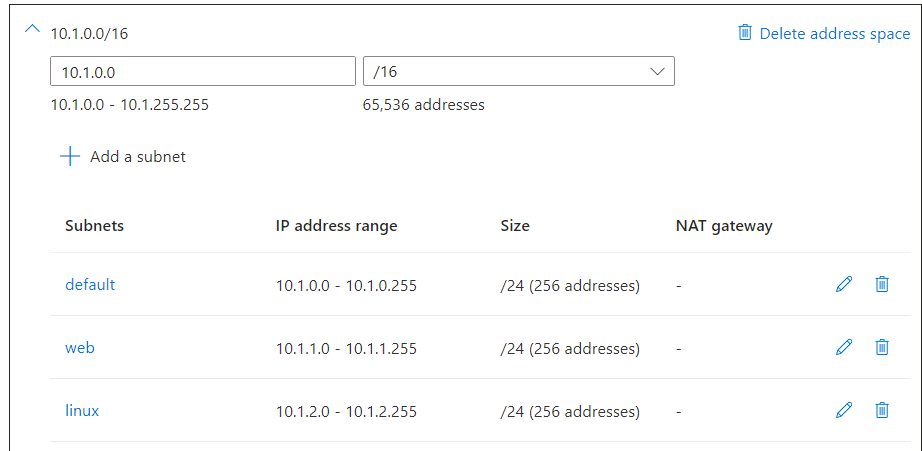 10.1.0.0/16
Delete address space
10.1.0.0
/16
10.1.0.0 - 10.1.255.255
65,536 addresses
Add a subnet
Subnets IP address range Size NAT gateway
default 10.1.0.0 - 10.1.0.255 /24 (256 addresses) -
web 10.1.1.0 - 10.1.1.255 /24 (256 addresses) -
linux 10.1.2.0 - 10.1.2.255 /24 (256 addresses) -